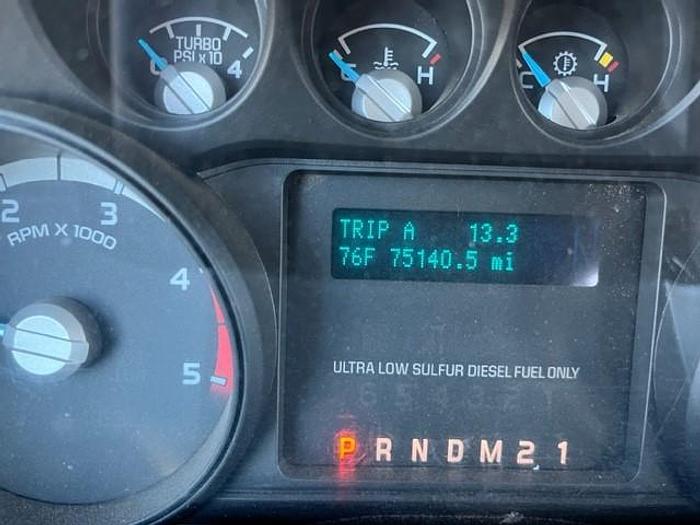 TURBO
PSI x 10
0 4
C H
C H
2 3 4 5
RPM X 1000
TRIP A 13.3
76F 75140.5 mi
ULTRA LOW SULFUR DIESEL FUEL ONLY
P R N D M 2 1